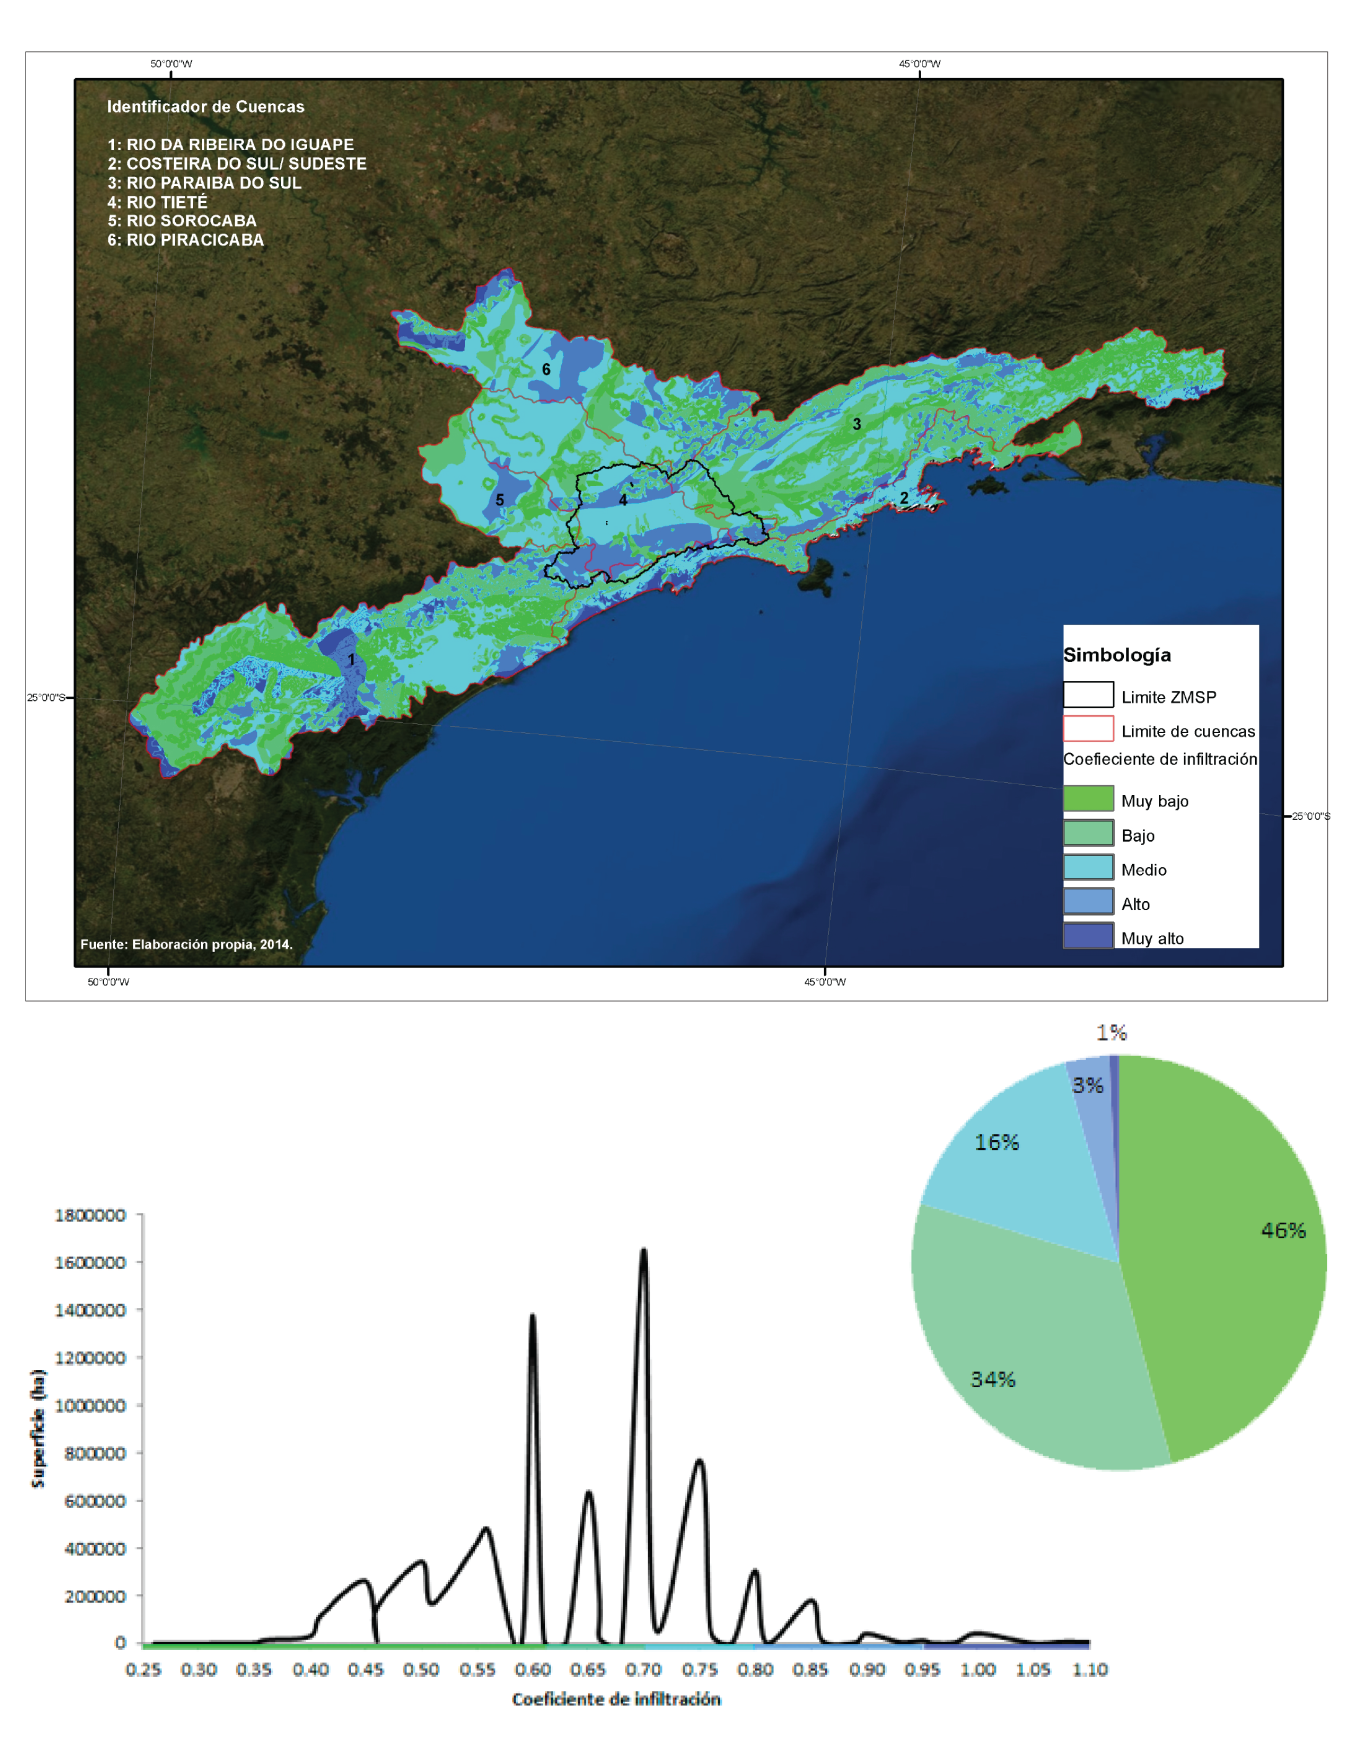 50°0'0"W
45°0'0"W
Identificador de Cuencas
1: RIO DA RIBEIRA DO IGUAPE
2: COSTEIRA DO SUL/ SUDESTE
3: RIO PARAIBA DO SUL
4: RIO TIETÉ
5: RIO SOROCABA
6: RIO PIRACICABA
6
3
5
4
2
1
25°0'0"S
Simbología
Limite ZMSP
Limite de cuencas
Coefieciente de infiltración
Muy bajo
25°0'0"S
Bajo
Medio
Alto
Muy alto
Fuente: Elaboración propia, 2014.
50°0'0"W
45°0'0"W
1%
3%
16%
46%
34%
1800000
1600000
1400000
1200000
1000000
800000
600000
400000
200000
0
Superficie (ha)
0.25 0.30 0.35 0.40 0.45 0.50 0.55 0.60 0.65 0.70 0.75 0.80 0.85 0.90 0.95 1.00 1.05 1.10
Coeficiente de infiltración